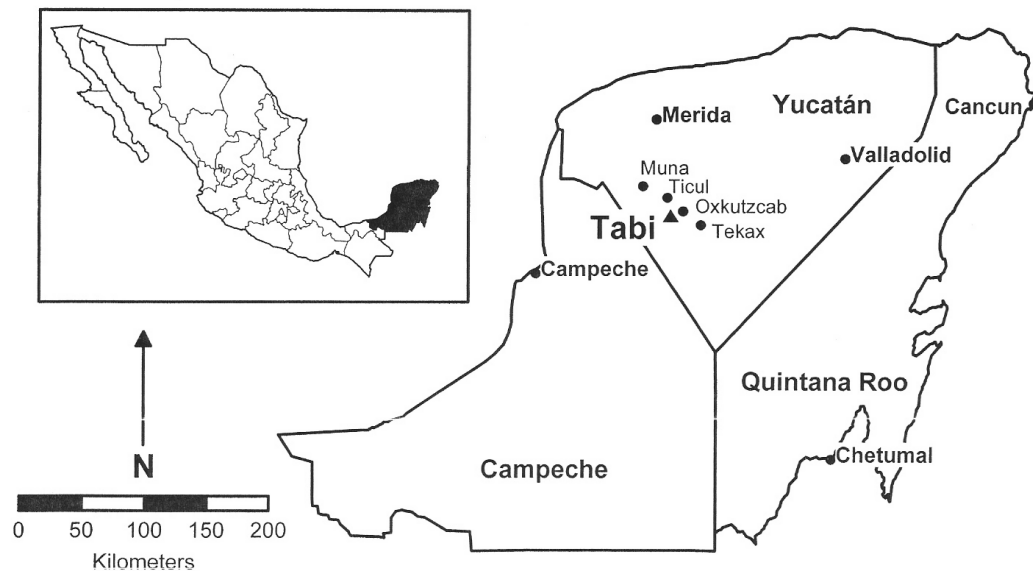 Yucatán
Merida
Cancun
Valladolid
Muna
Ticul
Oxkutzcab
Tabi
Tekax
Campeche
Quintana Roo
Chetumal
Campeche
N
0 50 100 150 200
Kilometers